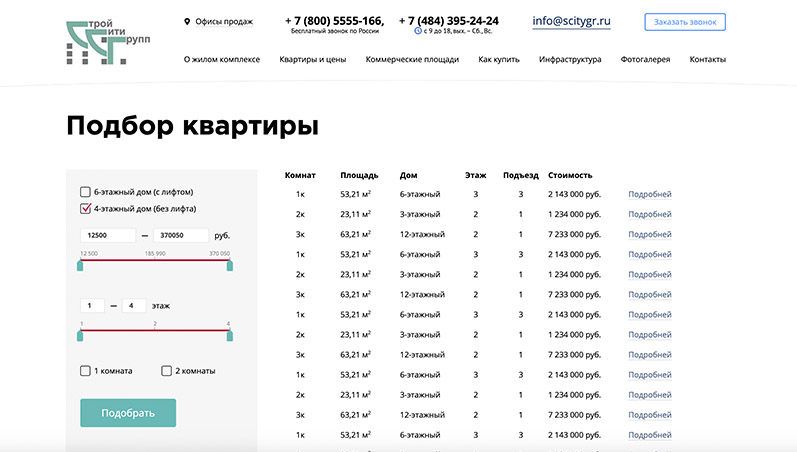 Строй
Сити
Групп
Офисы продаж
+ 7 (800) 5555-166,
Бесплатный звонок по России
+ 7 (484) 395-24-24
с 9 до 18, вых. – Сб., Вс.
info@scitygr.ru
Заказать звонок
О жилом комплексе Квартиры и цены Коммерческие площади Как купить Инфраструктура Фотогалерея Контакты
Подбор квартиры
6-этажный дом (с лифтом)
4-этажный дом (без лифта)
12500 — 370050 руб.
12 500 185 990 370 050
1 — 4 этаж
1 2 4
1 комната 2 комнаты
Подобрать
Комнат Площадь Дом Этаж Подъезд Стоимость
1к 53,21 м² 6-этажный 3 3 2 143 000 руб. Подробней
2к 23,11 м² 3-этажный 2 1 1 234 000 руб. Подробней
3к 63,21 м² 12-этажный 2 1 7 233 000 руб. Подробней
1к 53,21 м² 6-этажный 3 3 2 143 000 руб. Подробней
2к 23,11 м² 3-этажный 2 1 1 234 000 руб. Подробней
3к 63,21 м² 12-этажный 2 1 7 233 000 руб. Подробней
1к 53,21 м² 6-этажный 3 3 2 143 000 руб. Подробней
2к 23,11 м² 3-этажный 2 1 1 234 000 руб. Подробней
3к 63,21 м² 12-этажный 2 1 7 233 000 руб. Подробней
1к 53,21 м² 6-этажный 3 3 2 143 000 руб. Подробней
2к 23,11 м² 3-этажный 2 1 1 234 000 руб. Подробней
3к 63,21 м² 12-этажный 2 1 7 233 000 руб. Подробней
1к 53,21 м² 6-этажный 3 3 2 143 000 руб. Подробней